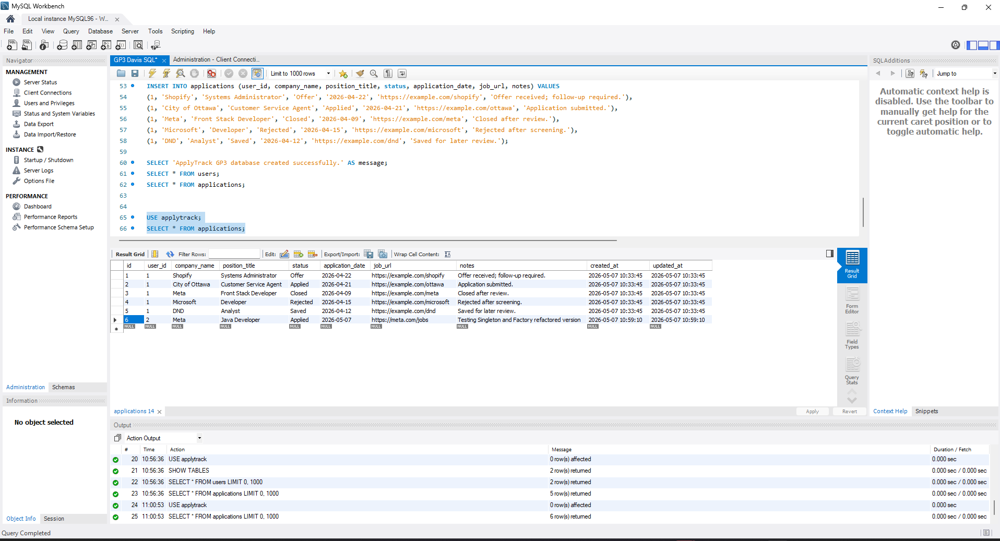 MySQL Workbench
Local instance MySQL96 - W...
File Edit View Query Database Server Tools Scripting Help
Navigator
MANAGEMENT
Server Status
Client Connections
Users and Privileges
Status and System Variables
Data Export
Data Import/Restore
INSTANCE
Startup / Shutdown
Server Logs
Options File
PERFORMANCE
Dashboard
Performance Reports
Performance Schema Setup
Administration Schemas
Information
No object selected
Object Info Session
GP3 Davis SQL* Administration - Client Connecti...
Limit to 1000 rows
53 INSERT INTO applications (user_id, company_name, position_title, status, application_date, job_url, notes) VALUES
54 (1, 'Shopify', 'Systems Administrator', 'Offer', '2026-04-22', 'https://example.com/shopify', 'Offer received; follow-up required.'),
55 (1, 'City of Ottawa', 'Customer Service Agent', 'Applied', '2026-04-21', 'https://example.com/ottawa', 'Application submitted.'),
56 (1, 'Meta', 'Front Stack Developer', 'Closed', '2026-04-09', 'https://example.com/meta', 'Closed after review.'),
57 (1, 'Microsoft', 'Developer', 'Rejected', '2026-04-15', 'https://example.com/microsoft', 'Rejected after screening.'),
58 (1, 'DND', 'Analyst', 'Saved', '2026-04-12', 'https://example.com/dnd', 'Saved for later review.');
59
60 SELECT 'ApplyTrack GP3 database created successfully.' AS message;
61 SELECT * FROM users;
62 SELECT * FROM applications;
63
64
65 USE applytrack;
66 SELECT * FROM applications;
Result Grid Filter Rows: Edit: Export/Import: Wrap Cell Content:
id user_id company_name position_title status application_date job_url notes created_at updated_at
1 1 Shopify Systems Administrator Offer 2026-04-22 https://example.com/shopify Offer received; follow-up required. 2026-05-07 10:33:45 2026-05-07 10:33:45
2 1 City of Ottawa Customer Service Agent Applied 2026-04-21 https://example.com/ottawa Application submitted. 2026-05-07 10:33:45 2026-05-07 10:33:45
3 1 Meta Front Stack Developer Closed 2026-04-09 https://example.com/meta Closed after review. 2026-05-07 10:33:45 2026-05-07 10:33:45
4 1 Microsoft Developer Rejected 2026-04-15 https://example.com/microsoft Rejected after screening. 2026-05-07 10:33:45 2026-05-07 10:33:45
5 1 DND Analyst Saved 2026-04-12 https://example.com/dnd Saved for later review. 2026-05-07 10:33:45 2026-05-07 10:33:45
6 2 Meta Java Developer Applied 2026-05-07 https://meta.com/jobs Testing Singleton and Factory refactored version 2026-05-07 10:59:10 2026-05-07 10:59:10
NULL NULL NULL NULL NULL NULL NULL NULL NULL NULL
Result Grid
Form Editor
Field Types
Query Stats
applications 14 Apply Revert
Output
Action Output
# Time Action Message Duration / Fetch
20 10:56:36 USE applytrack 0 row(s) affected 0.000 sec
21 10:56:36 SHOW TABLES 2 row(s) returned 0.000 sec / 0.000 sec
22 10:56:36 SELECT * FROM users LIMIT 0, 1000 2 row(s) returned 0.000 sec / 0.000 sec
23 10:56:36 SELECT * FROM applications LIMIT 0, 1000 5 row(s) returned 0.000 sec / 0.000 sec
24 11:00:53 USE applytrack 0 row(s) affected 0.000 sec
25 11:00:53 SELECT * FROM applications LIMIT 0, 1000 6 row(s) returned 0.000 sec / 0.000 sec
SQLAdditions
Jump to
Automatic context help is
disabled. Use the toolbar to
manually get help for the
current caret position or to
toggle automatic help.
Context Help Snippets
Query Completed